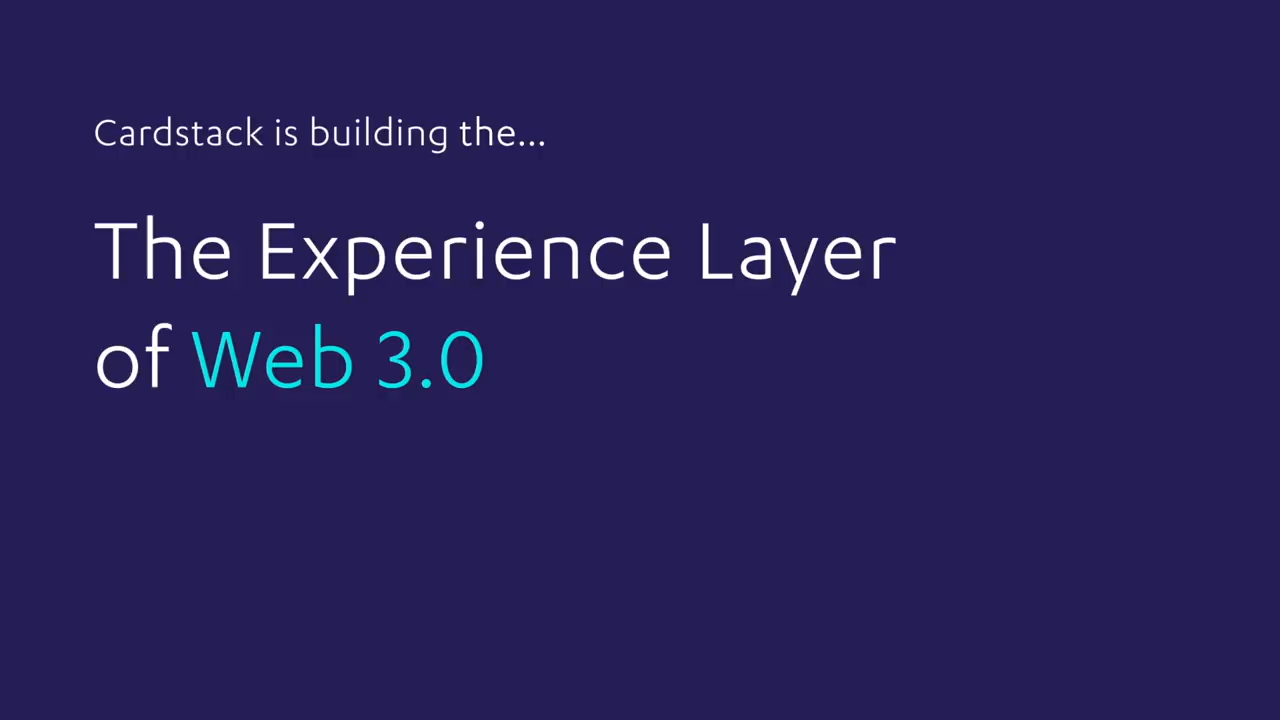 Cardstack is building the...
The Experience Layer
of Web 3.0